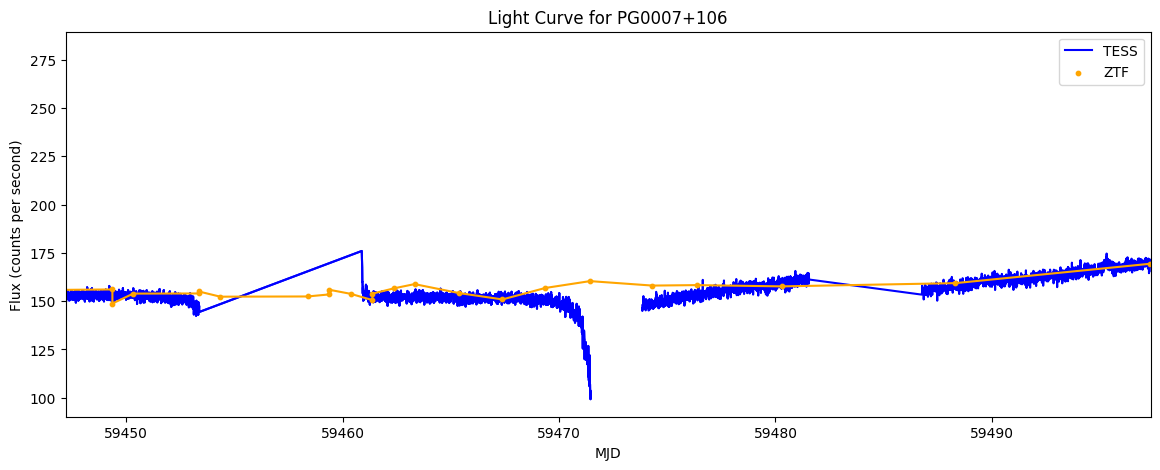 Light Curve for PG0007+106
TESS
ZTF
Flux (counts per second)
275
250
225
200
175
150
125
100
59450
59460
59470
59480
59490
MJD